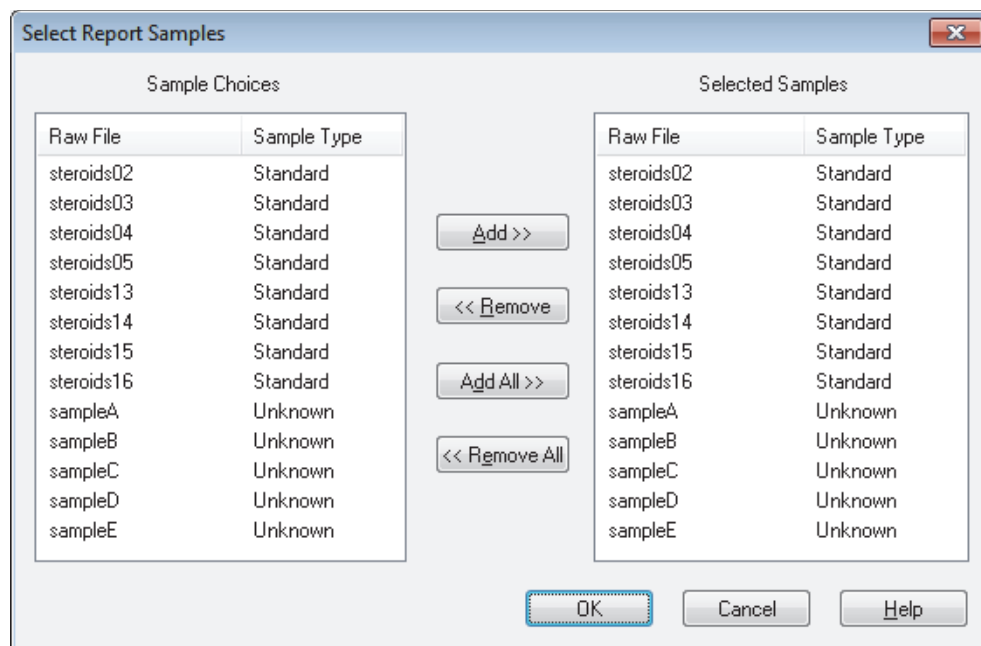 Select Report Samples
Sample Choices
Raw File Sample Type
steroids02 Standard
steroids03 Standard
steroids04 Standard
steroids05 Standard
steroids13 Standard
steroids14 Standard
steroids15 Standard
steroids16 Standard
sampleA Unknown
sampleB Unknown
sampleC Unknown
sampleD Unknown
sampleE Unknown
Add >>
<< Remove
Add All >>
<< Remove All
Selected Samples
Raw File Sample Type
steroids02 Standard
steroids03 Standard
steroids04 Standard
steroids05 Standard
steroids13 Standard
steroids14 Standard
steroids15 Standard
steroids16 Standard
sampleA Unknown
sampleB Unknown
sampleC Unknown
sampleD Unknown
sampleE Unknown
OK Cancel Help